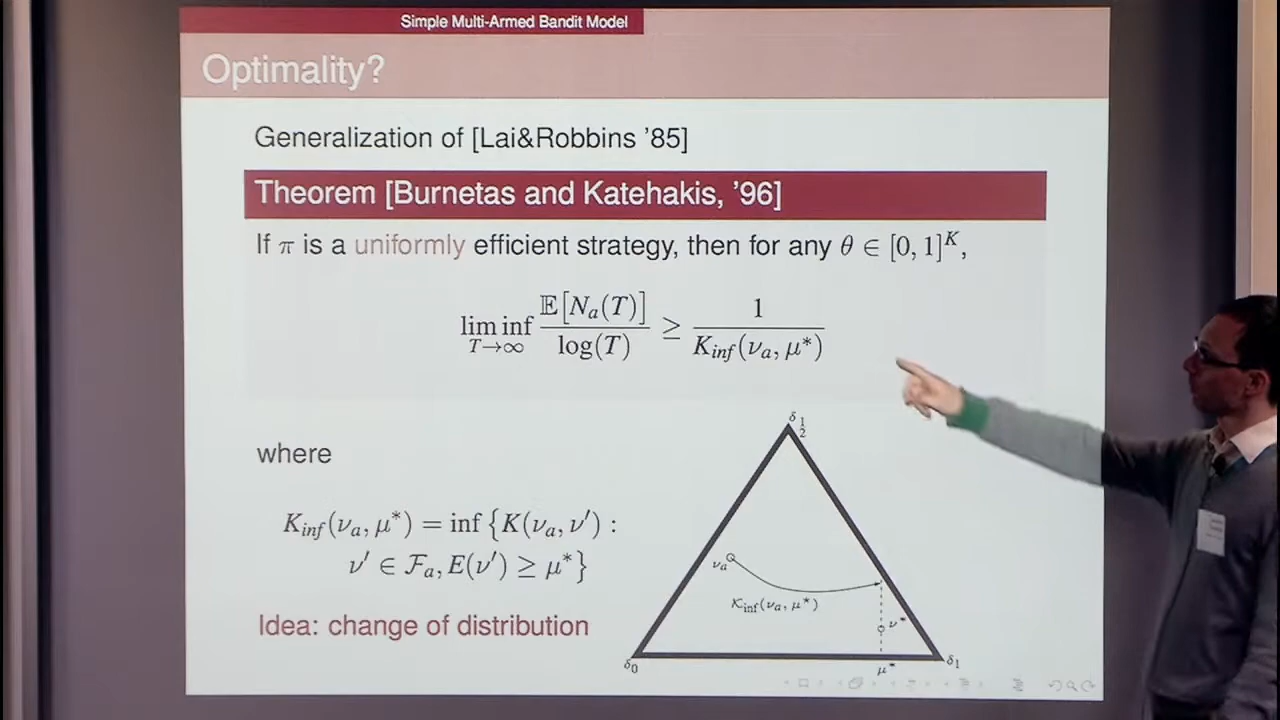 Simple Multi-Armed Bandit Model
Optimality?
Generalization of [Lai&Robbins '85]
Theorem [Burnetas and Katehakis, '96]
If π is a uniformly efficient strategy, then for any θ ∈ [0, 1]^K,
lim inf_{T→∞} 𝔼[N_a(T)] / log(T) ≥ 1 / K_inf(ν_a, μ*)
where
K_inf(ν_a, μ*) = inf {K(ν_a, ν′) :
ν′ ∈ 𝓕_a, E(ν′) ≥ μ*}
Idea: change of distribution
δ_{1/2}
ν_a
𝒦_inf(ν_a, μ*)
ν*
δ_0
μ*
δ_1